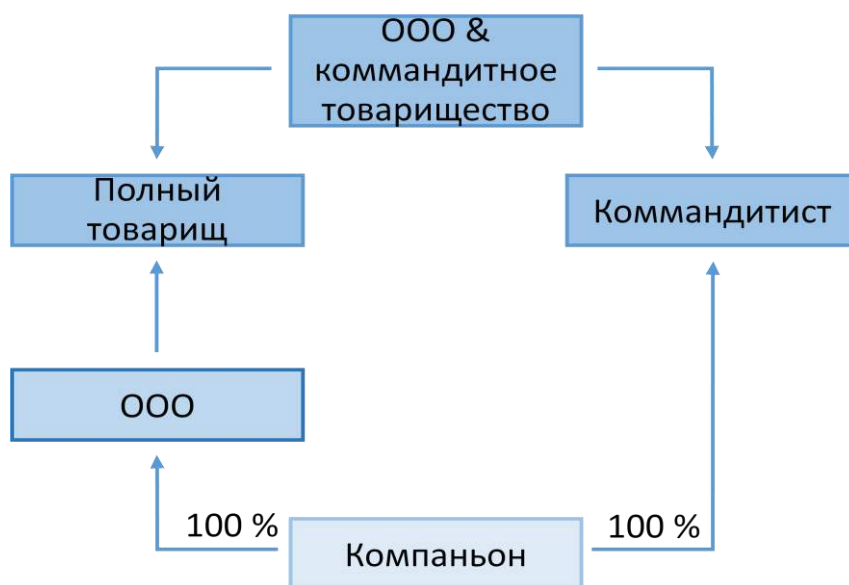 ООО &
коммандитное
товарищество
Полный
товарищ
Коммандитист
ООО
100 %
100 %
Компаньон